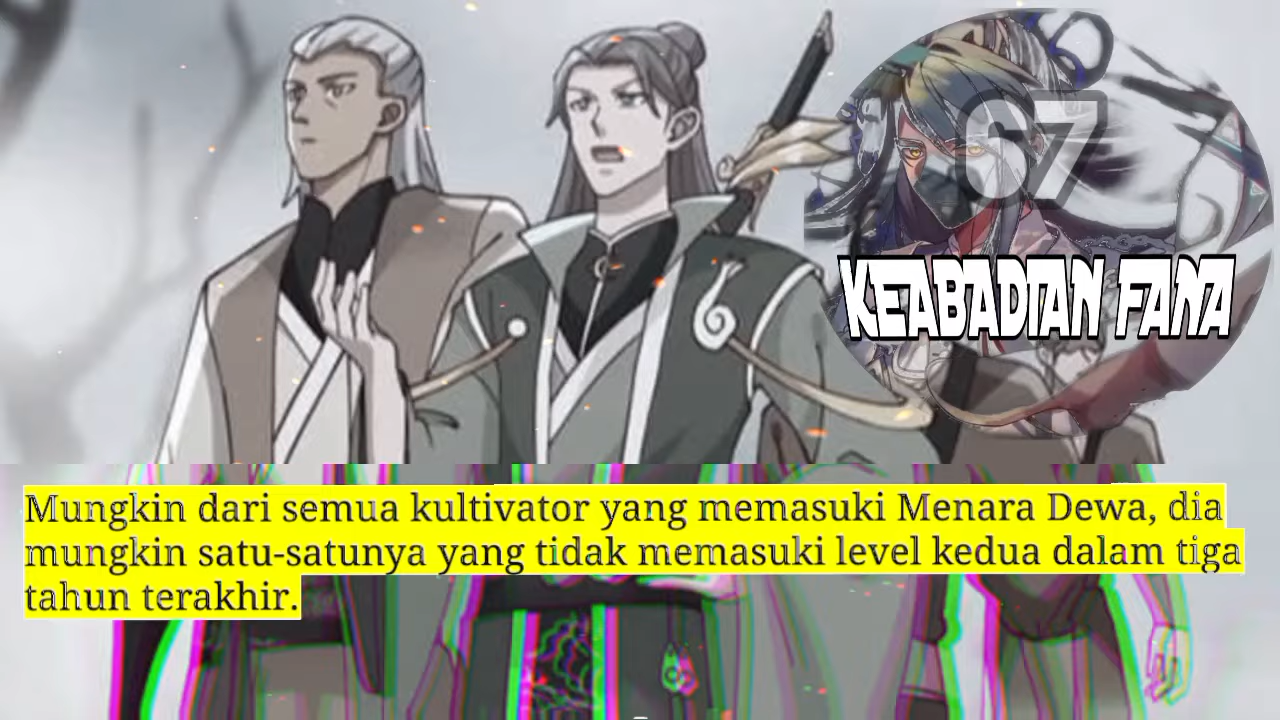 67
KEABADIAN FANA
Mungkin dari semua kultivator yang memasuki Menara Dewa, dia
mungkin satu-satunya yang tidak memasuki level kedua dalam tiga
tahun terakhir.